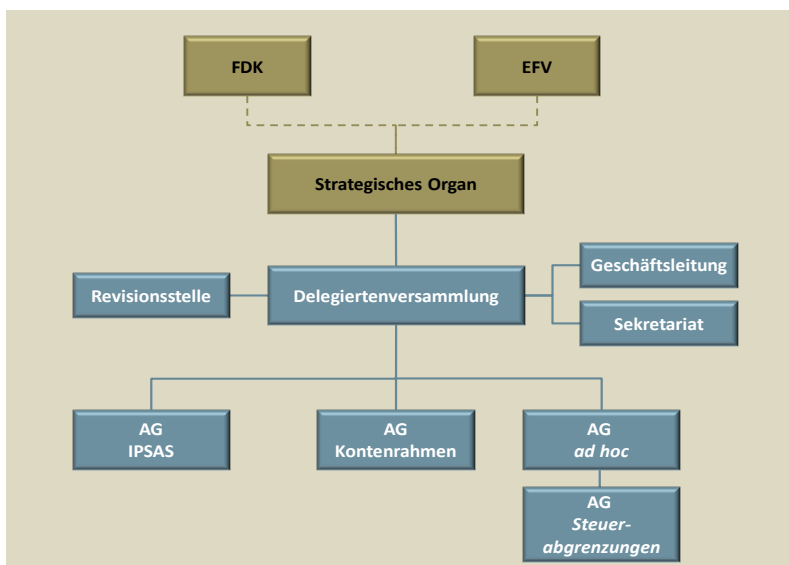 FDK
EFV
Strategisches Organ
Geschäftsleitung
Revisionsstelle
Delegiertenversammlung
Sekretariat
AG
IPSAS
AG
Kontenrahmen
AG
ad hoc
AG
Steuer-
abgrenzungen